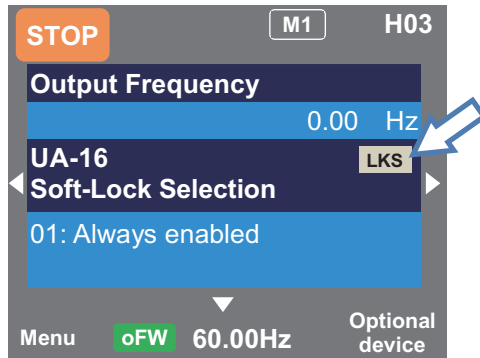 STOP M1 H03
Output Frequency
0.00 Hz
UA-16 LKS
Soft-Lock Selection
01: Always enabled
Menu oFW 60.00Hz Optional
device